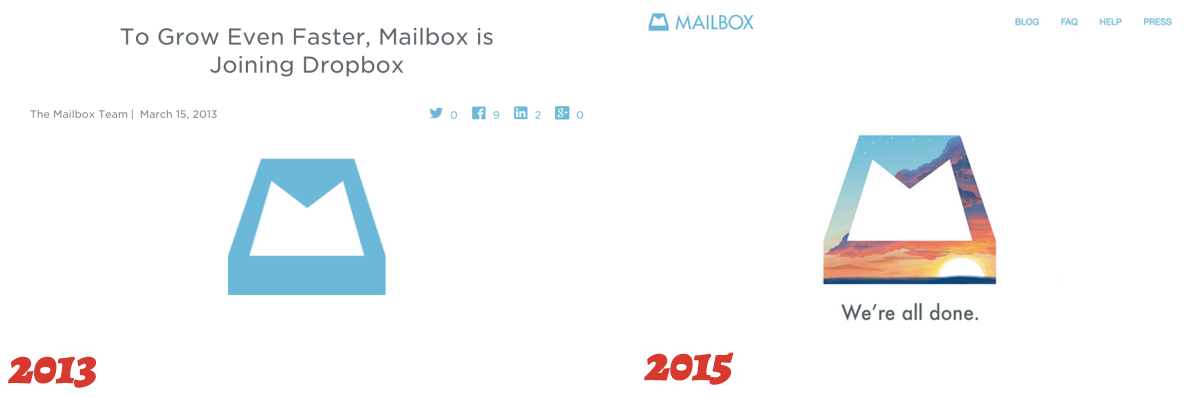 To Grow Even Faster, Mailbox is
Joining Dropbox
The Mailbox Team | March 15, 2013
0 9 2 0
2013
MAILBOX
BLOG FAQ HELP PRESS
We're all done.
2015